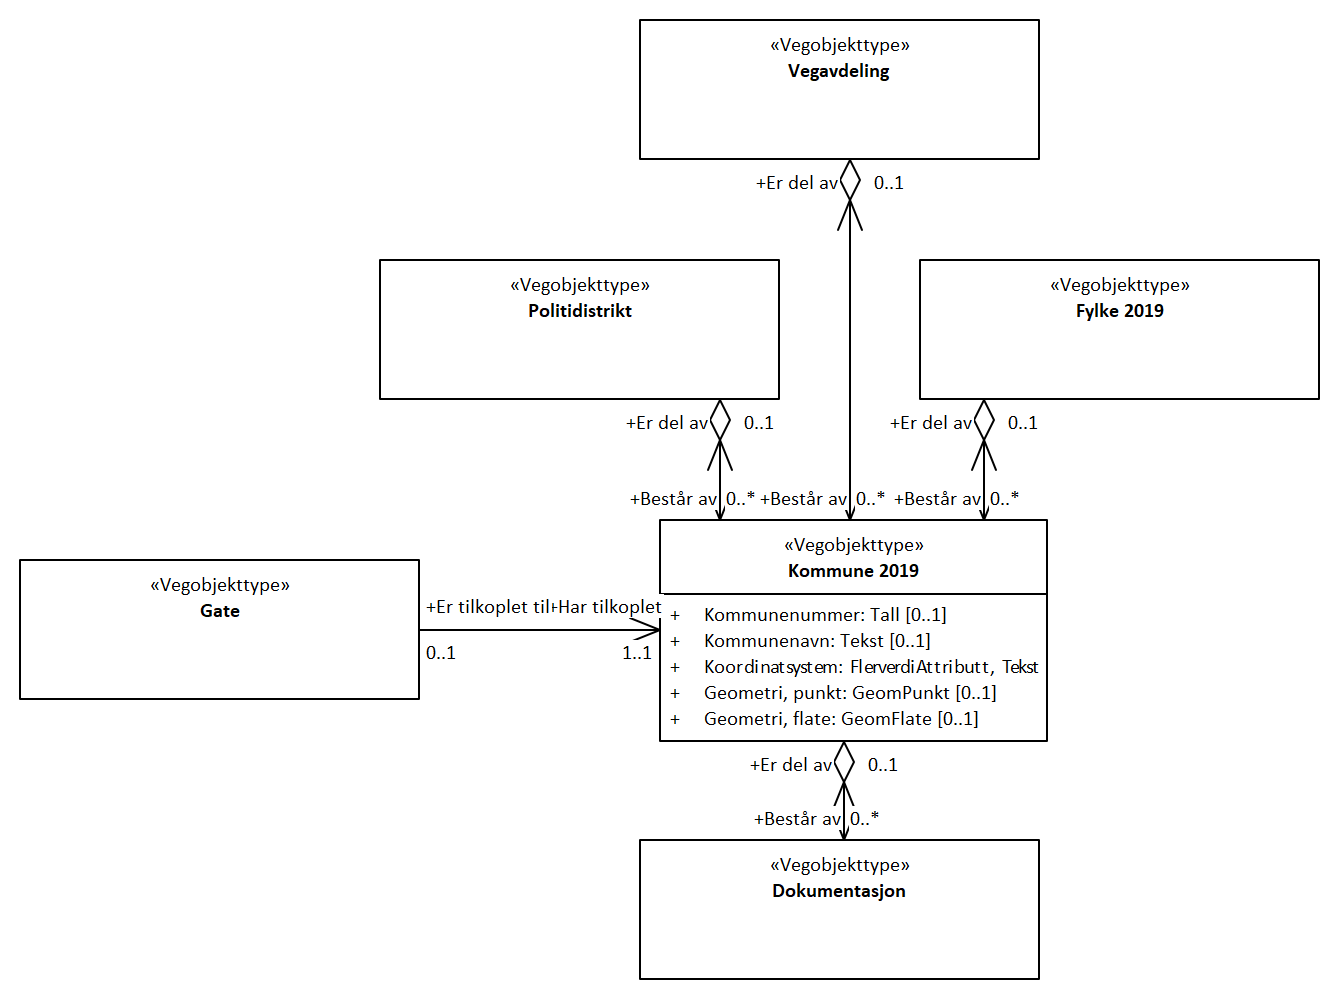 «Vegobjekttype»
Vegavdeling
+Er del av 0..1
«Vegobjekttype»
Politidistrikt
«Vegobjekttype»
Fylke 2019
+Er del av 0..1
+Er del av 0..1
+Består av 0..* +Består av 0..* +Består av 0..*
«Vegobjekttype»
Gate
+Er tilkoplet til +Har tilkoplet
0..1 1..1
«Vegobjekttype»
Kommune 2019
+ Kommunenummer: Tall [0..1]
+ Kommunenavn: Tekst [0..1]
+ Koordinatsystem: FlerverdiAttributt, Tekst
+ Geometri, punkt: GeomPunkt [0..1]
+ Geometri, flate: GeomFlate [0..1]
+Er del av 0..1
+Består av 0..*
«Vegobjekttype»
Dokumentasjon